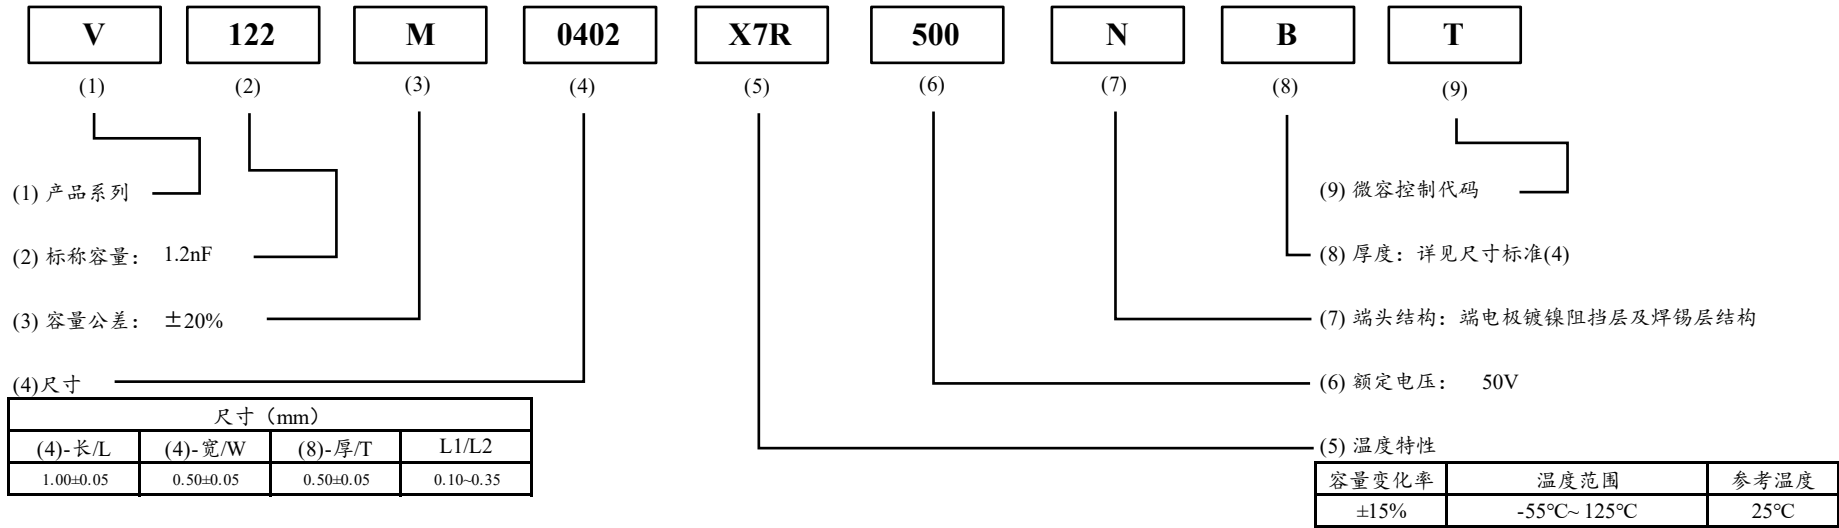 V 122 M 0402 X7R 500 N B T
(1) (2) (3) (4) (5) (6) (7) (8) (9)
(1) 产品系列
(9) 微容控制代码
(2) 标称容量： 1.2nF
(8) 厚度：详见尺寸标准(4)
(3) 容量公差： ±20%
(7) 端头结构：端电极镀镍阻挡层及焊锡层结构
(4)尺寸
(6) 额定电压： 50V
尺寸（mm）
(4)-长/L (4)-宽/W (8)-厚/T L1/L2
1.00±0.05 0.50±0.05 0.50±0.05 0.10~0.35
(5) 温度特性
容量变化率 温度范围 参考温度
±15% -55℃~ 125℃ 25℃